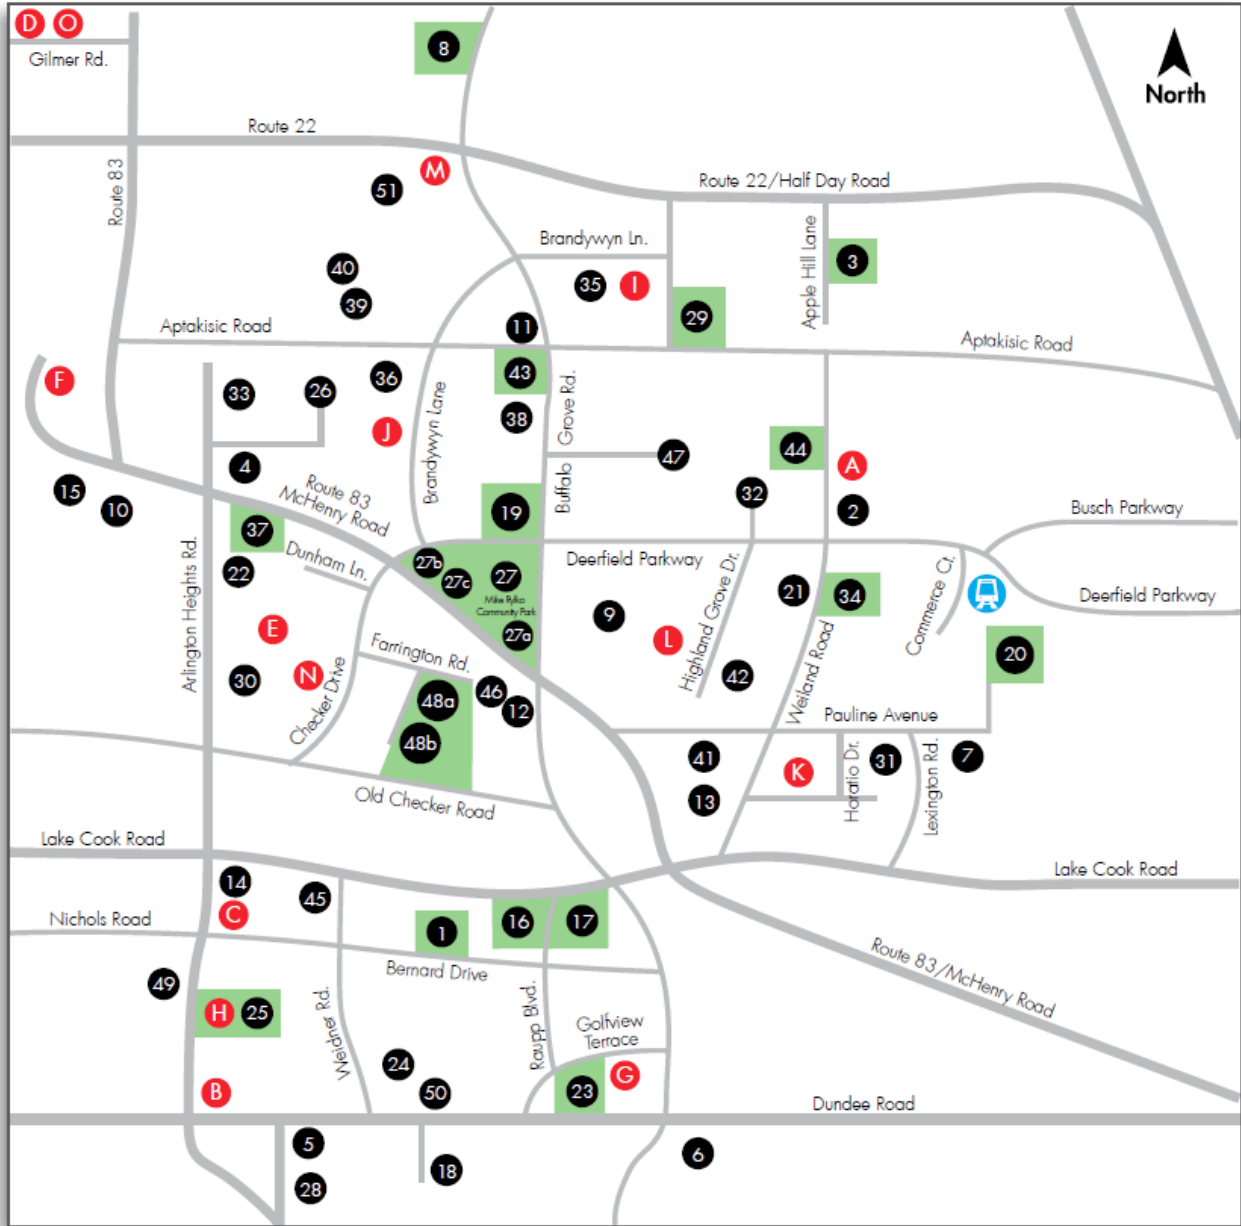 D O
Gilmer Rd.
8
North
Route 22
Route 83
M
51
Route 22/Half Day Road
Apple Hill Lane
Brandywyn Ln.
3
40
35
I
39
29
11
Aptakisic Road
Aptakisic Road
F
33
26
36
43
Brandywyn Lane
Grove Rd.
Buffalo
38
J
44
47
A
4
15
10
Route 83
McHenry Road
32
2
19
Busch Parkway
37
Dunham Ln.
Arlington Heights Rd.
22
27b
27c
27
Mike Rylko
Community Park
27a
Deerfield Parkway
Highland Grove Dr.
21
34
Weiland Road
Commerce Ct.
Deerfield Parkway
9
E
L
Farrington Rd.
20
30
N
Checker Drive
42
48a
46
12
48b
Pauline Avenue
41
K
Horatio Dr.
31
Lexington Rd.
7
13
Old Checker Road
Lake Cook Road
Lake Cook Road
14
45
C
Nichols Road
1
16
17
Bernard Drive
Route 83/McHenry Road
49
H
25
Weidner Rd.
Raupp Blvd.
Golfview
Terrace
24
50
23
G
B
Dundee Road
5
18
6
28